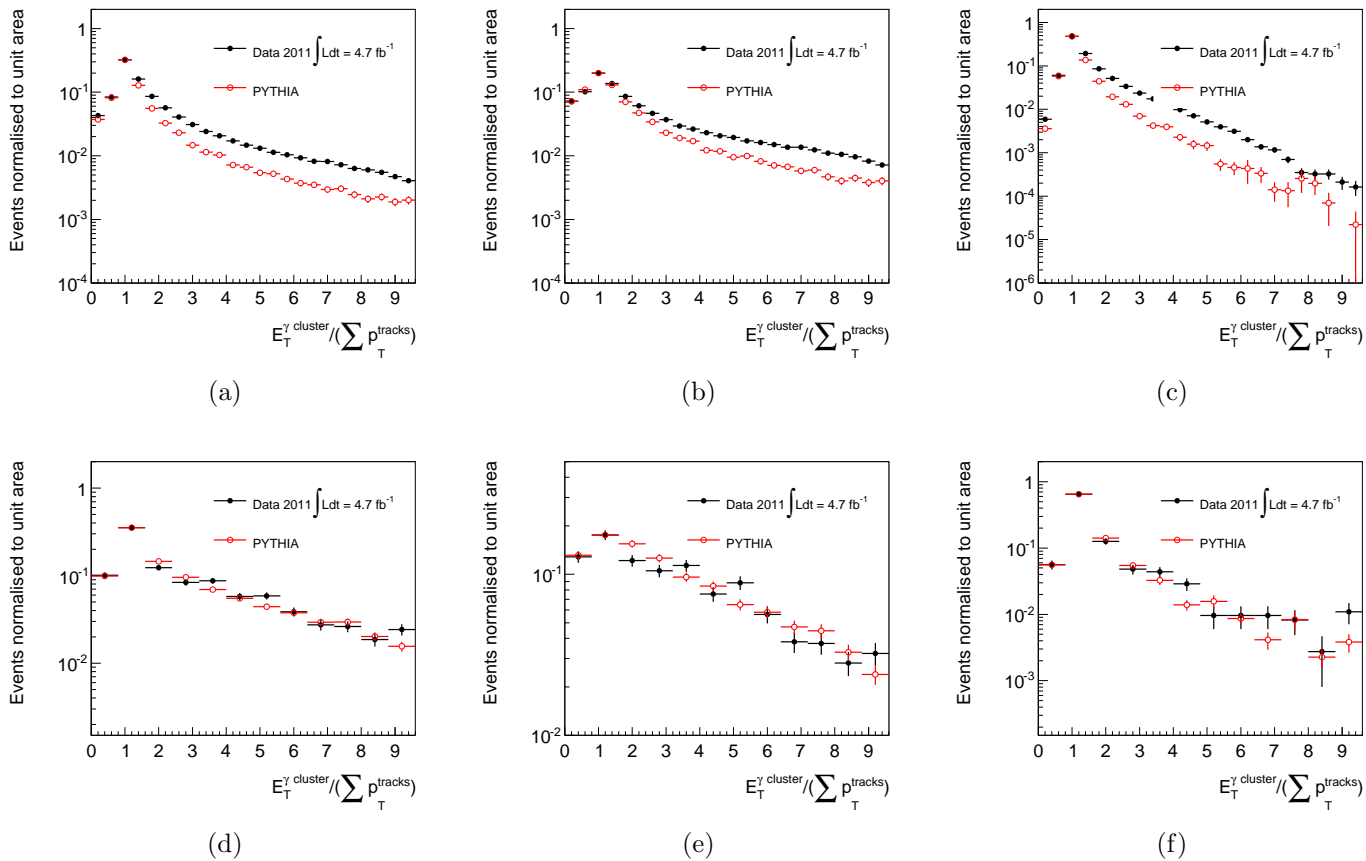 Events normalised to unit area
1
10^-1
10^-2
10^-3
10^-4
Data 2011 ∫Ldt = 4.7 fb^-1
PYTHIA
0 1 2 3 4 5 6 7 8 9
E_T^γ cluster/(∑ p_T^tracks)
(a)
Events normalised to unit area
1
10^-1
10^-2
10^-3
10^-4
Data 2011 ∫Ldt = 4.7 fb^-1
PYTHIA
0 1 2 3 4 5 6 7 8 9
E_T^γ cluster/(∑ p_T^tracks)
(b)
Events normalised to unit area
1
10^-1
10^-2
10^-3
10^-4
10^-5
10^-6
Data 2011 ∫Ldt = 4.7 fb^-1
PYTHIA
0 1 2 3 4 5 6 7 8 9
E_T^γ cluster/(∑ p_T^tracks)
(c)
Events normalised to unit area
1
10^-1
10^-2
Data 2011 ∫Ldt = 4.7 fb^-1
PYTHIA
0 1 2 3 4 5 6 7 8 9
E_T^γ cluster/(∑ p_T^tracks)
(d)
Events normalised to unit area
10^-1
10^-2
Data 2011 ∫Ldt = 4.7 fb^-1
PYTHIA
0 1 2 3 4 5 6 7 8 9
E_T^γ cluster/(∑ p_T^tracks)
(e)
Events normalised to unit area
1
10^-1
10^-2
10^-3
Data 2011 ∫Ldt = 4.7 fb^-1
PYTHIA
0 1 2 3 4 5 6 7 8 9
E_T^γ cluster/(∑ p_T^tracks)
(f)